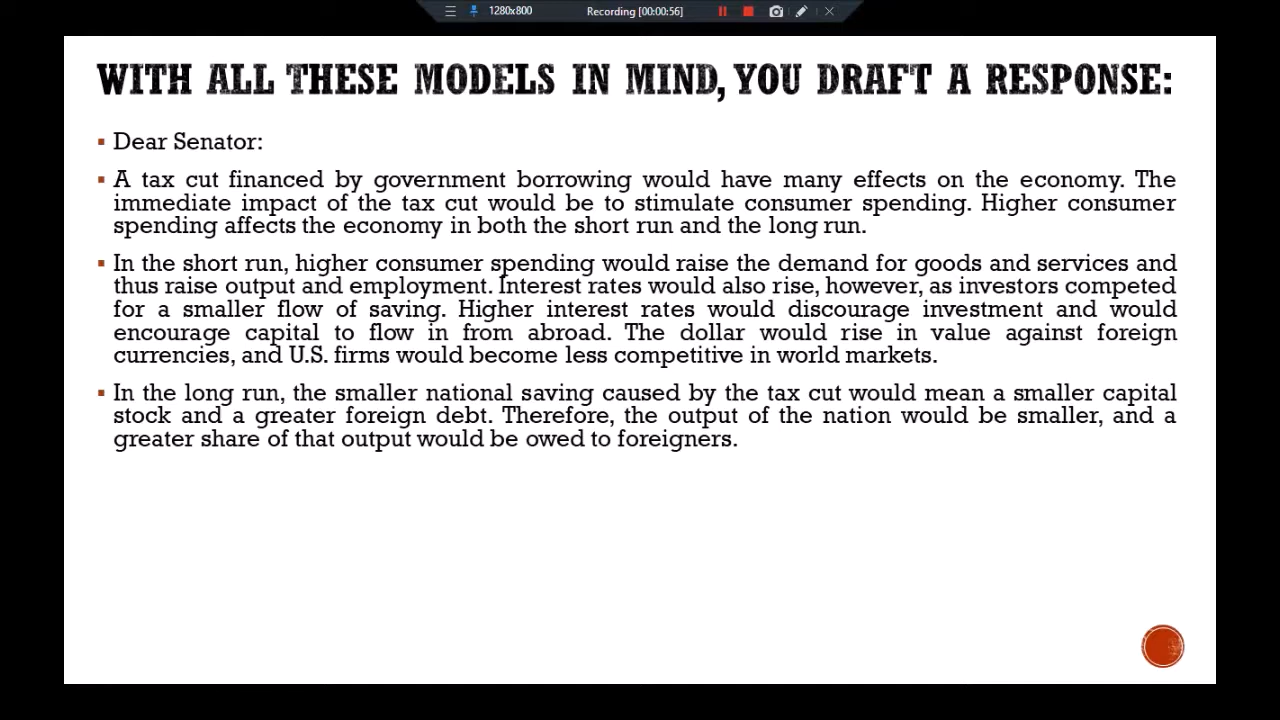 1280x800
Recording [00:00:56]
WITH ALL THESE MODELS IN MIND, YOU DRAFT A RESPONSE:
Dear Senator:
A tax cut financed by government borrowing would have many effects on the economy. The
immediate impact of the tax cut would be to stimulate consumer spending. Higher consumer
spending affects the economy in both the short run and the long run.
In the short run, higher consumer spending would raise the demand for goods and services and
thus raise output and employment. Interest rates would also rise, however, as investors competed
for a smaller flow of saving. Higher interest rates would discourage investment and would
encourage capital to flow in from abroad. The dollar would rise in value against foreign
currencies, and U.S. firms would become less competitive in world markets.
In the long run, the smaller national saving caused by the tax cut would mean a smaller capital
stock and a greater foreign debt. Therefore, the output of the nation would be smaller, and a
greater share of that output would be owed to foreigners.